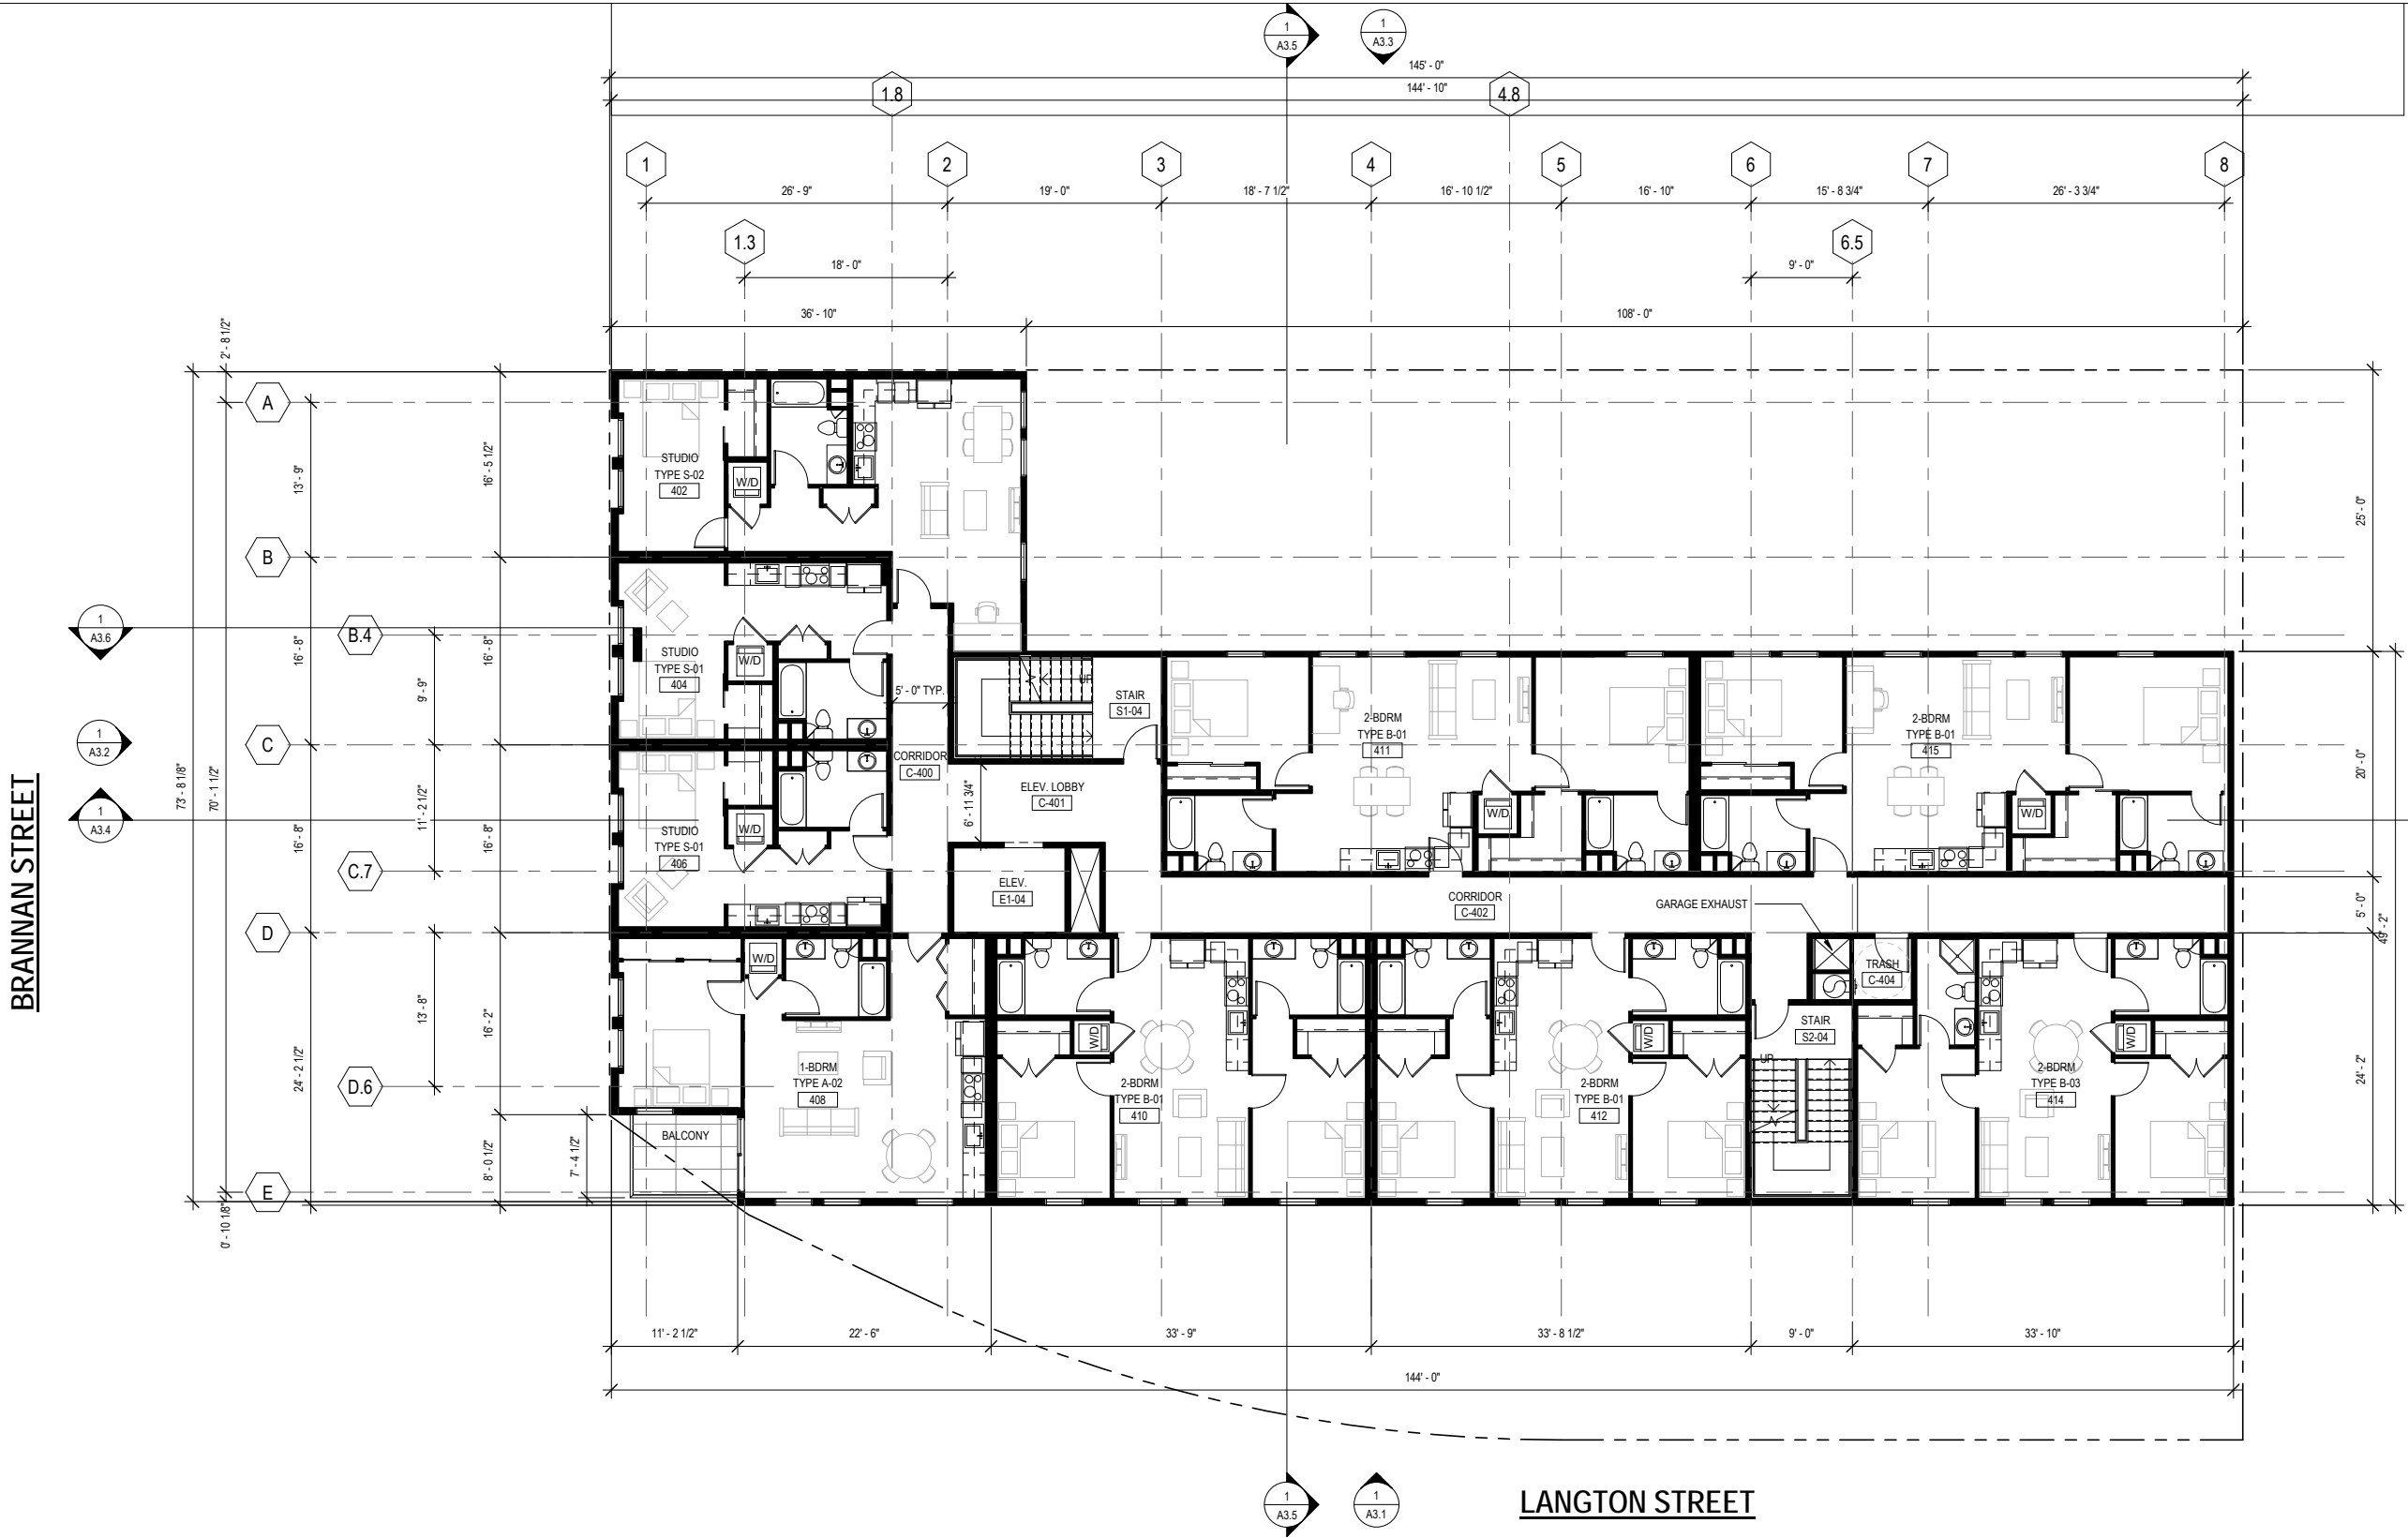 1
A3.5
1
A3.3
145' - 0"
144' - 10"
1.8
4.8
1
2
3
4
5
6
7
8
26' - 9"
19' - 0"
18' - 7 1/2"
16' - 10 1/2"
16' - 10"
15' - 8 3/4"
26' - 3 3/4"
1.3
6.5
18' - 0"
9' - 0"
36' - 10"
108' - 0"
2' - 8 1/2"
73' - 8 1/8"
70' - 1 1/2"
0' - 10 1/8"
A
B
B.4
C
C.7
D
D.6
E
13' - 9"
16' - 8"
16' - 8"
24' - 2 1/2"
9' - 9"
11' - 2 1/2"
13' - 8"
16' - 5 1/2"
16' - 8"
16' - 8"
16' - 2"
8' - 0 1/2"
7' - 4 1/2"
1
A3.6
1
A3.2
1
A3.4
BRANNAN STREET
STUDIO
TYPE S-02
402
W/D
STUDIO
TYPE S-01
404
W/D
STUDIO
TYPE S-01
406
W/D
5' - 0" TYP.
CORRIDOR
C-400
UP
STAIR
S1-04
ELEV. LOBBY
C-401
6' - 11 3/4"
ELEV.
E1-04
2-BDRM
TYPE B-01
411
W/D
2-BDRM
TYPE B-01
415
W/D
CORRIDOR
C-402
GARAGE EXHAUST
TRASH
C-404
W/D
1-BDRM
TYPE A-02
408
BALCONY
W/D
2-BDRM
TYPE B-01
410
W/D
2-BDRM
TYPE B-01
412
STAIR
S2-04
UP
W/D
2-BDRM
TYPE B-03
414
25' - 0"
20' - 0"
5' - 0"
49' - 2"
24' - 2"
11' - 2 1/2"
22' - 6"
33' - 9"
33' - 8 1/2"
9' - 0"
33' - 10"
144' - 0"
1
A3.5
1
A3.1
LANGTON STREET